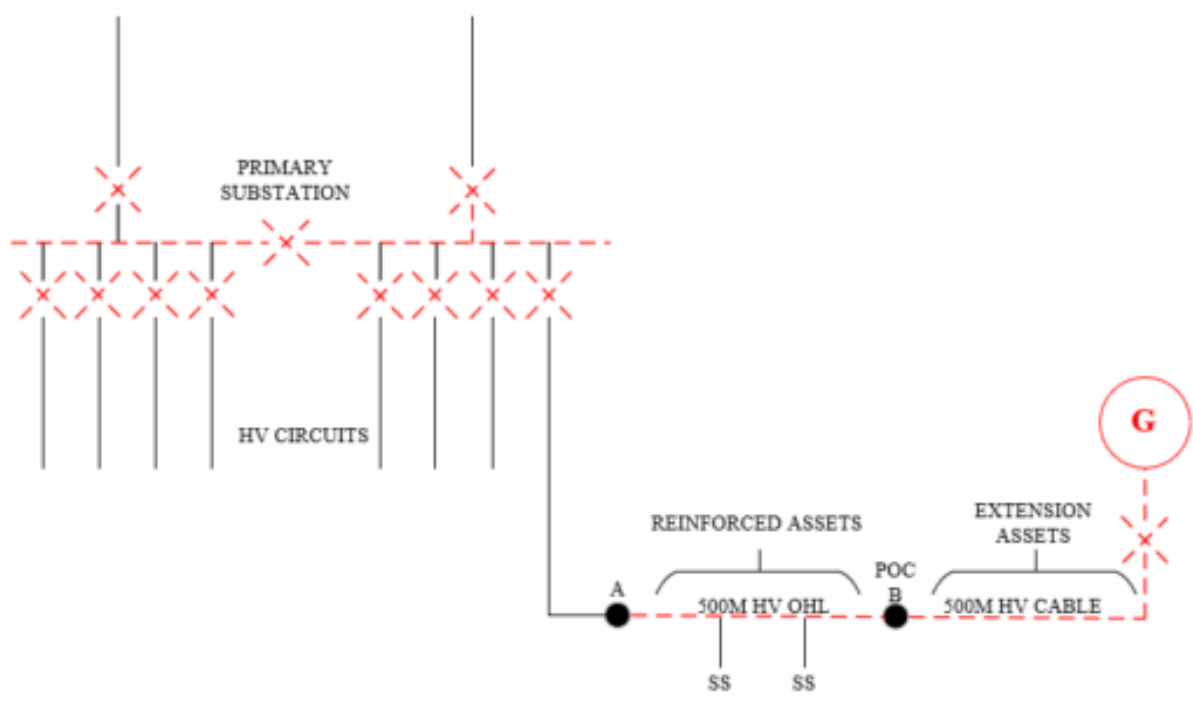 PRIMARY
SUBSTATION
HV CIRCUITS
G
REINFORCED ASSETS
EXTENSION
ASSETS
A
POC
B
500M HV OHL
500M HV CABLE
SS
SS